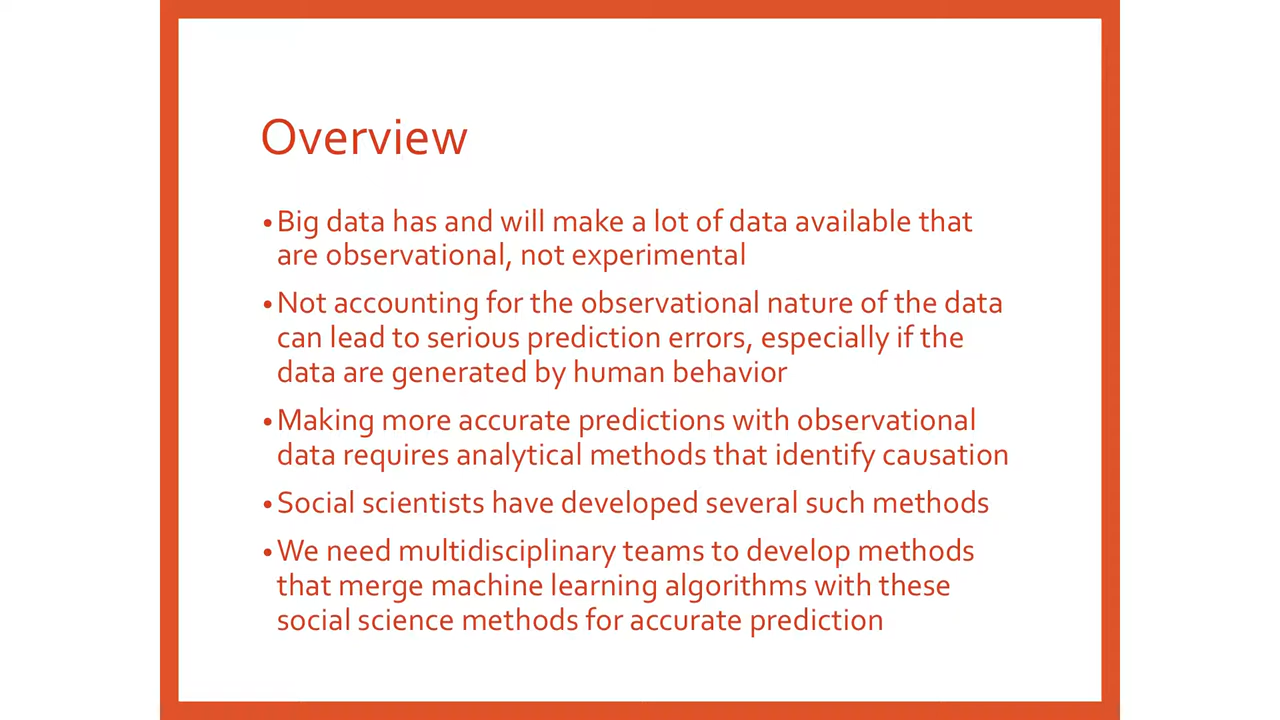 Overview
• Big data has and will make a lot of data available that
are observational, not experimental
• Not accounting for the observational nature of the data
can lead to serious prediction errors, especially if the
data are generated by human behavior
• Making more accurate predictions with observational
data requires analytical methods that identify causation
• Social scientists have developed several such methods
• We need multidisciplinary teams to develop methods
that merge machine learning algorithms with these
social science methods for accurate prediction